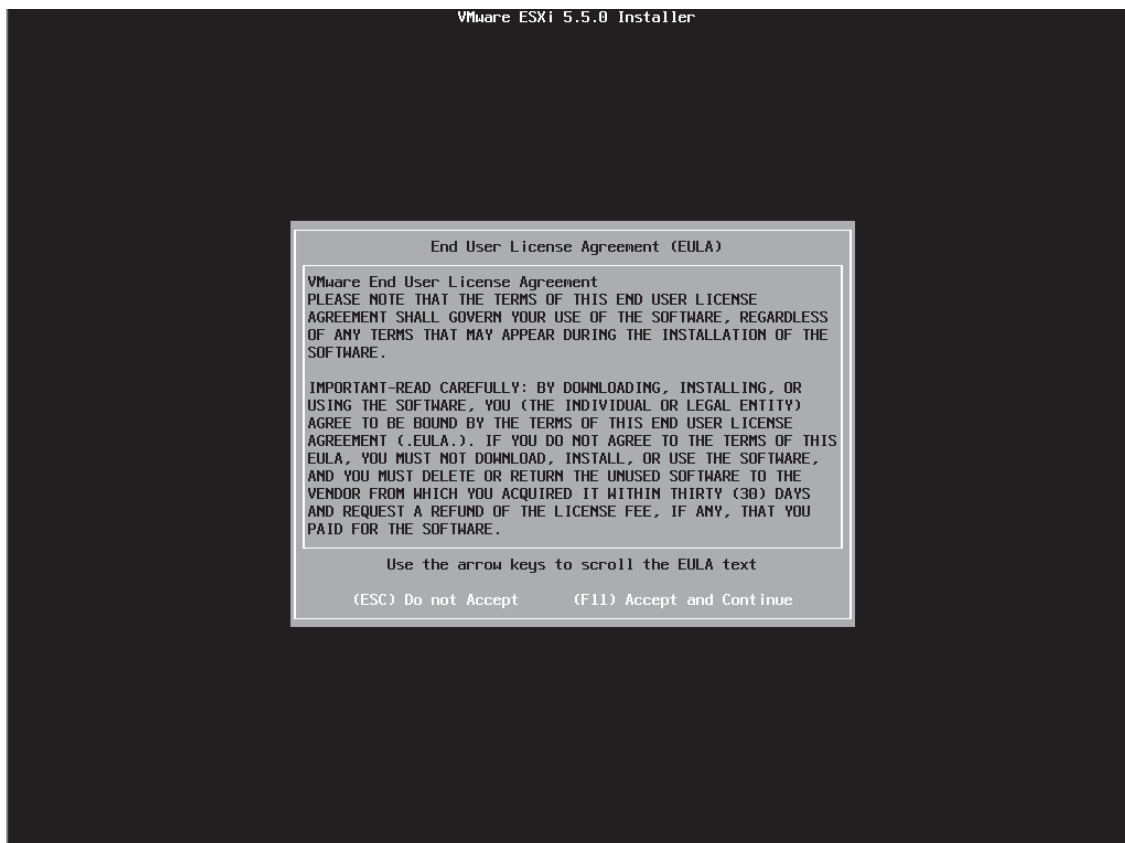 VMware ESXi 5.5.0 Installer
End User License Agreement (EULA)
VMware End User License Agreement
PLEASE NOTE THAT THE TERMS OF THIS END USER LICENSE
AGREEMENT SHALL GOVERN YOUR USE OF THE SOFTWARE, REGARDLESS
OF ANY TERMS THAT MAY APPEAR DURING THE INSTALLATION OF THE
SOFTWARE.
IMPORTANT-READ CAREFULLY: BY DOWNLOADING, INSTALLING, OR
USING THE SOFTWARE, YOU (THE INDIVIDUAL OR LEGAL ENTITY)
AGREE TO BE BOUND BY THE TERMS OF THIS END USER LICENSE
AGREEMENT (.EULA.). IF YOU DO NOT AGREE TO THE TERMS OF THIS
EULA, YOU MUST NOT DOWNLOAD, INSTALL, OR USE THE SOFTWARE,
AND YOU MUST DELETE OR RETURN THE UNUSED SOFTWARE TO THE
VENDOR FROM WHICH YOU ACQUIRED IT WITHIN THIRTY (30) DAYS
AND REQUEST A REFUND OF THE LICENSE FEE, IF ANY, THAT YOU
PAID FOR THE SOFTWARE.
Use the arrow keys to scroll the EULA text
(ESC) Do not Accept (F11) Accept and Continue